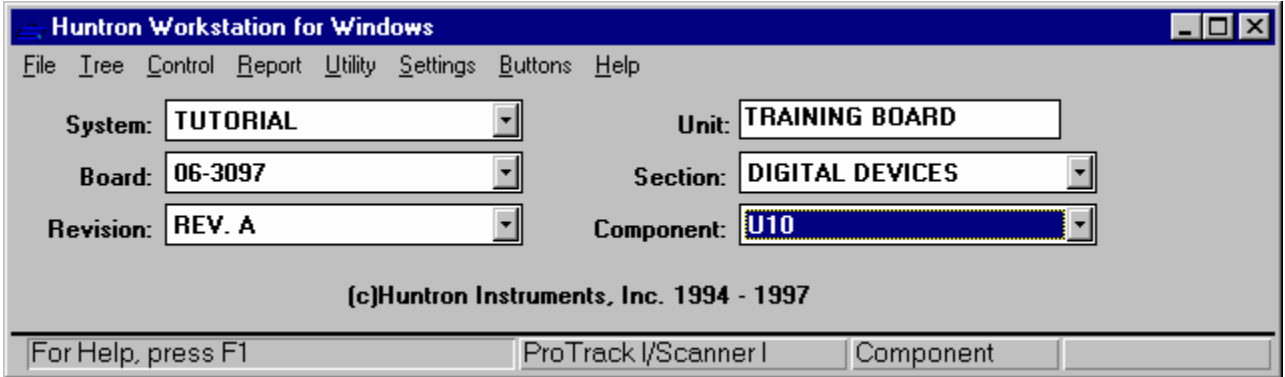 Huntron Workstation for Windows
File Tree Control Report Utility Settings Buttons Help
System: TUTORIAL Unit: TRAINING BOARD
Board: 06-3097 Section: DIGITAL DEVICES
Revision: REV. A Component: U10
(c)Huntron Instruments, Inc. 1994 - 1997
For Help, press F1 ProTrack I/Scanner I Component